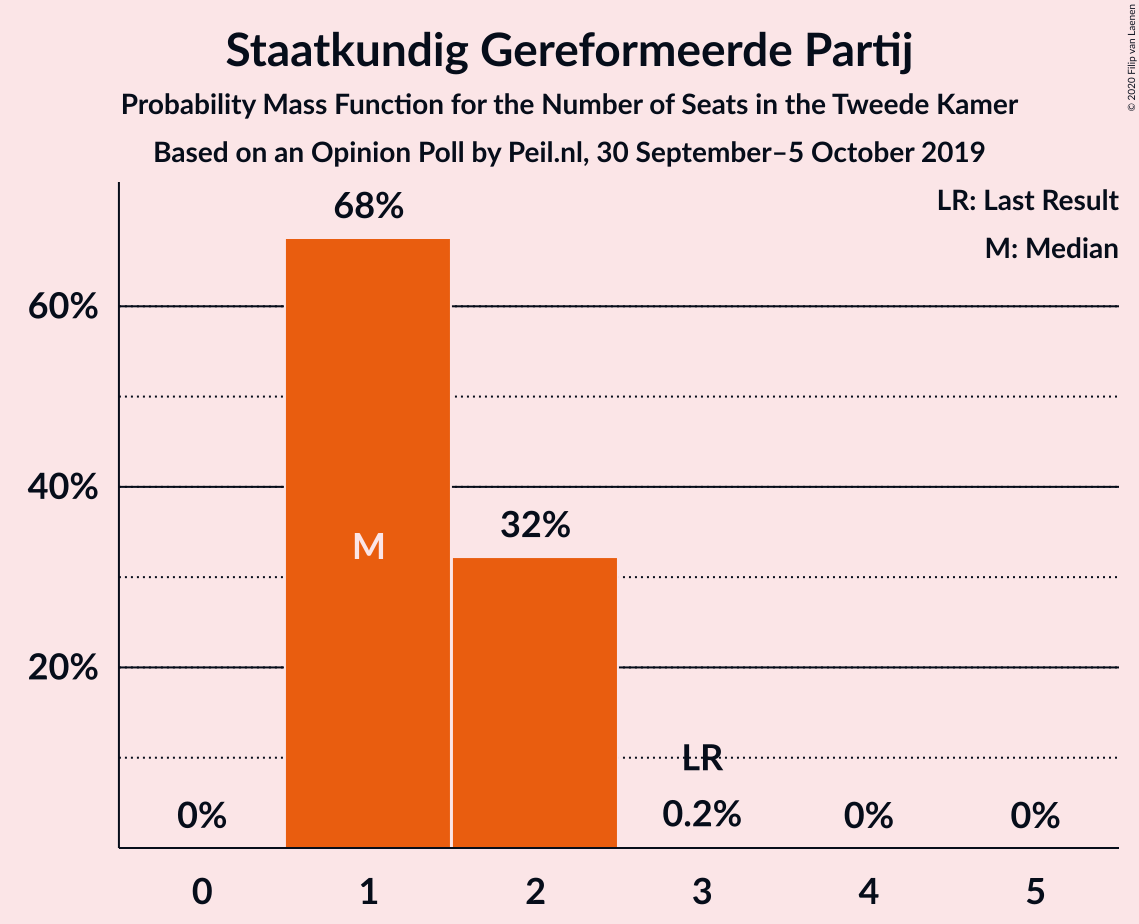 Staatkundig Gereformeerde Partij
Probability Mass Function for the Number of Seats in the Tweede Kamer
Based on an Opinion Poll by Peil.nl, 30 September–5 October 2019
© 2020 Filip van Laenen
LR: Last Result
M: Median
68%
60%
40%
32%
M
20%
LR
0%
0.2%
0%
0%
0 1 2 3 4 5